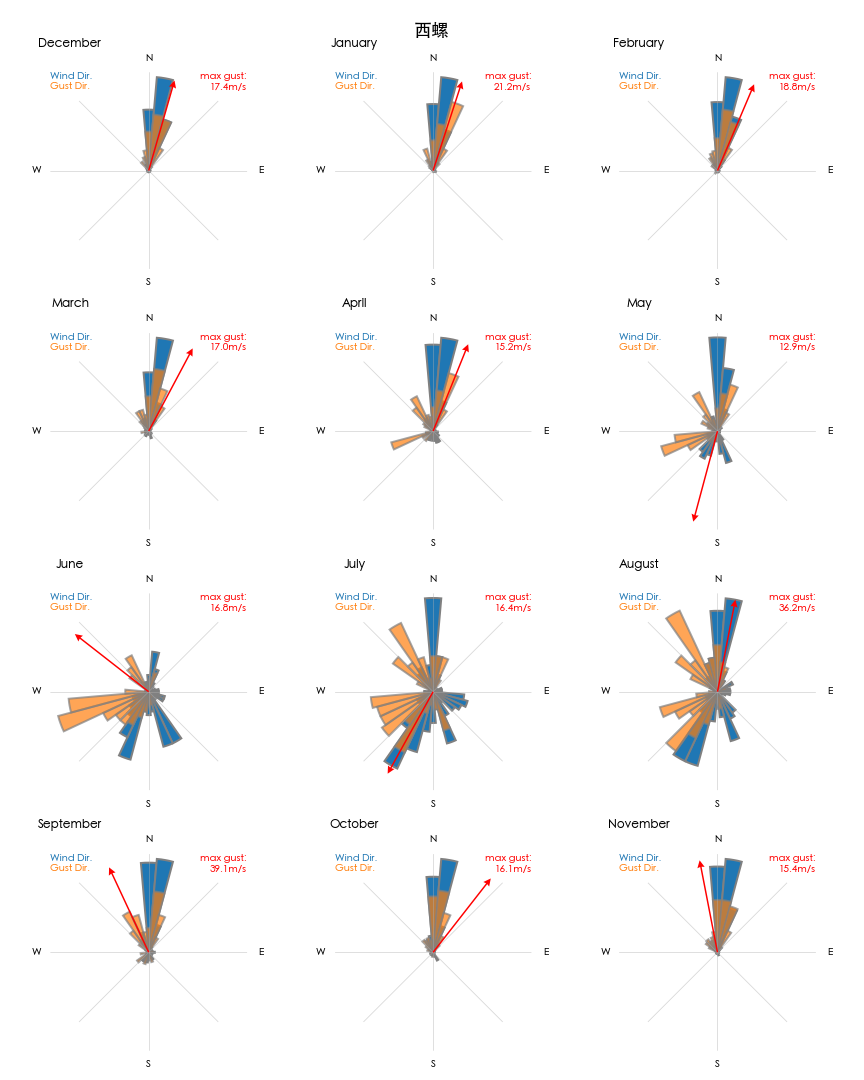 西螺
December
N
Wind Dir.
Gust Dir.
max gust:
17.4m/s
W
E
S
January
N
Wind Dir.
Gust Dir.
max gust:
21.2m/s
W
E
S
February
N
Wind Dir.
Gust Dir.
max gust:
18.8m/s
W
E
S
March
N
Wind Dir.
Gust Dir.
max gust:
17.0m/s
W
E
S
April
N
Wind Dir.
Gust Dir.
max gust:
15.2m/s
W
E
S
May
N
Wind Dir.
Gust Dir.
max gust:
12.9m/s
W
E
S
June
N
Wind Dir.
Gust Dir.
max gust:
16.8m/s
W
E
S
July
N
Wind Dir.
Gust Dir.
max gust:
16.4m/s
W
E
S
August
N
Wind Dir.
Gust Dir.
max gust:
36.2m/s
W
E
S
September
N
Wind Dir.
Gust Dir.
max gust:
39.1m/s
W
E
S
October
N
Wind Dir.
Gust Dir.
max gust:
16.1m/s
W
E
S
November
N
Wind Dir.
Gust Dir.
max gust:
15.4m/s
W
E
S